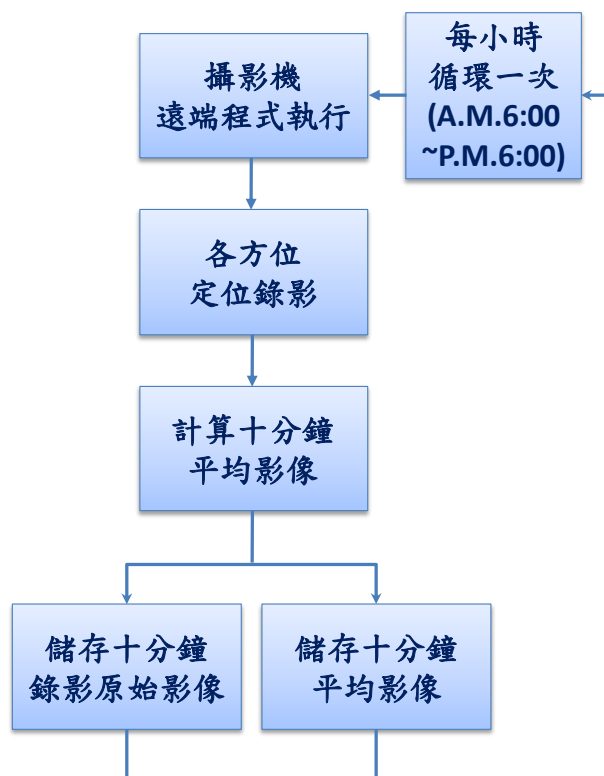 攝影機
遠端程式執行
每小時
循環一次
(A.M.6:00
~P.M.6:00)
各方位
定位錄影
計算十分鐘
平均影像
儲存十分鐘
錄影原始影像
儲存十分鐘
平均影像